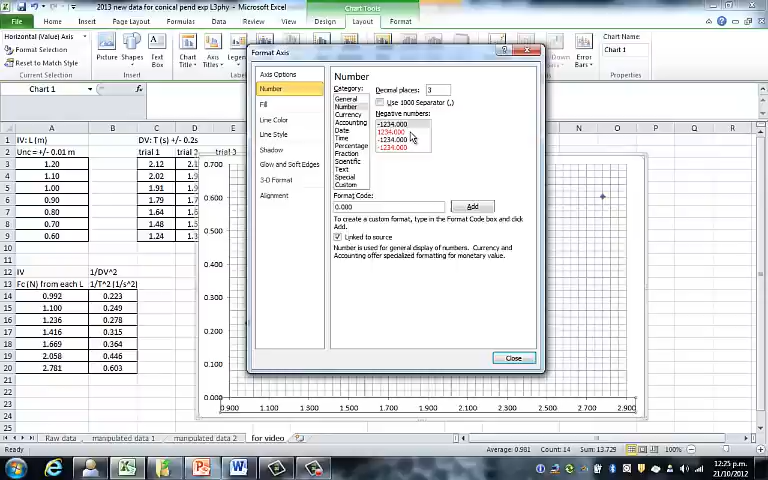 2013 new data for conical pend exp L3phy... - Microsoft Excel
Chart Tools
File Home Insert Page Layout Formulas Data Review View Design Layout Format
Horizontal (Value) Axis
Format Selection
Reset to Match Style
Current Selection
Picture Shapes Text Box
Insert
Chart Title Axis Titles
Error Bars
Chart Name:
Chart 1
Properties
Chart 1
Format Axis
Axis Options
Number
Fill
Line Color
Line Style
Shadow
Glow and Soft Edges
3-D Format
Alignment
Number
Category:
General
Number
Currency
Accounting
Date
Time
Percentage
Fraction
Scientific
Text
Special
Custom
Decimal places: 3
Use 1000 Separator (,)
Negative numbers:
-1234.000
1234.000
-1234.000
-1234.000
Format Code:
0.000 Add
To create a custom format, type in the Format Code box and click
Add.
Linked to source
Number is used for general display of numbers. Currency and
Accounting offer specialized formatting for monetary value.
Close
A B C D N O P Q R
1 IV: L (m) DV: T (s) +/- 0.2s
2 Unc = +/- 0.01 m trial 1 trial 2 trial 3
3 1.20 2.12
4 1.10 2.02
5 1.00 1.91
6 0.90 1.79
7 0.80 1.64
8 0.70 1.48
9 0.60 1.24
10
11
12 IV 1/DV^2
13 Fc (N) from each L 1/T^2 (1/s^2)
14 0.992 0.223
15 1.100 0.249
16 1.236 0.278
17 1.416 0.315
18 1.669 0.364
19 2.058 0.446
20 2.781 0.603
21
22
23
24
25
0.700
0.600
0.500
0.400
0.300
0.200
0.100
0.000
0.900 1.100 1.300 1.500 1.700 1.900 2.100 2.300 2.500 2.700 2.900
Raw data manipulated data 1 manipulated data 2 for video
Ready Average: 0.981 Count: 14 Sum: 13.729 100%
12:25 p.m.
21/10/2012